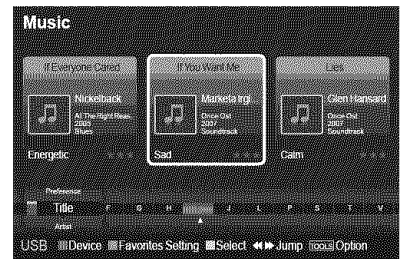 Music
If Everyone Cared
If You Want Me
Lies
Nickelback
All The Right Reas.
2005
Blues
Energetic
Marketa Irgl...
Once Ost
2007
Soundtrack
Sad
Glen Hansard
Once Ost
2007
Soundtrack
Calm
Preference
Title F G H J L P S T V
Artist
USB Device Favorites Setting Select Jump TOOLS Option